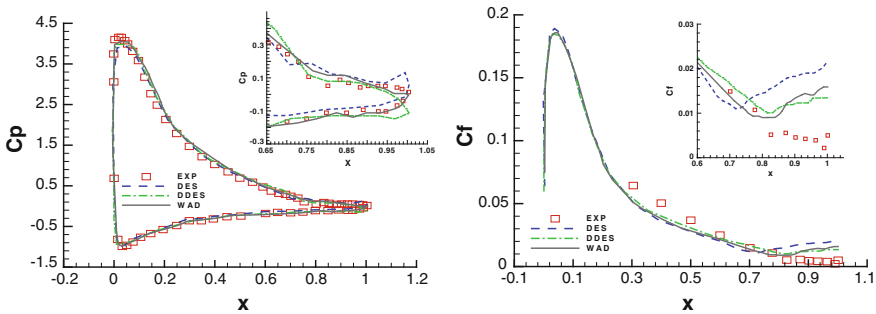 4.5
3.5
2.5
1.5
0.5
-0.5
-1.5
Cp
-0.2
0
0.2
0.4
0.6
0.8
1
1.2
x
EXP
DES
DDES
WAD
0.3
0.1
-0.1
-0.3
Cp
0.65
0.75
0.85
0.95
1.05
X
0.2
0.15
0.1
0.05
0
Cf
-0.1
0.1
0.3
0.5
0.7
0.9
1.1
x
EXP
DES
DDES
WAD
0.03
0.02
0.01
0
Cf
0.6
0.7
0.8
0.9
1
x